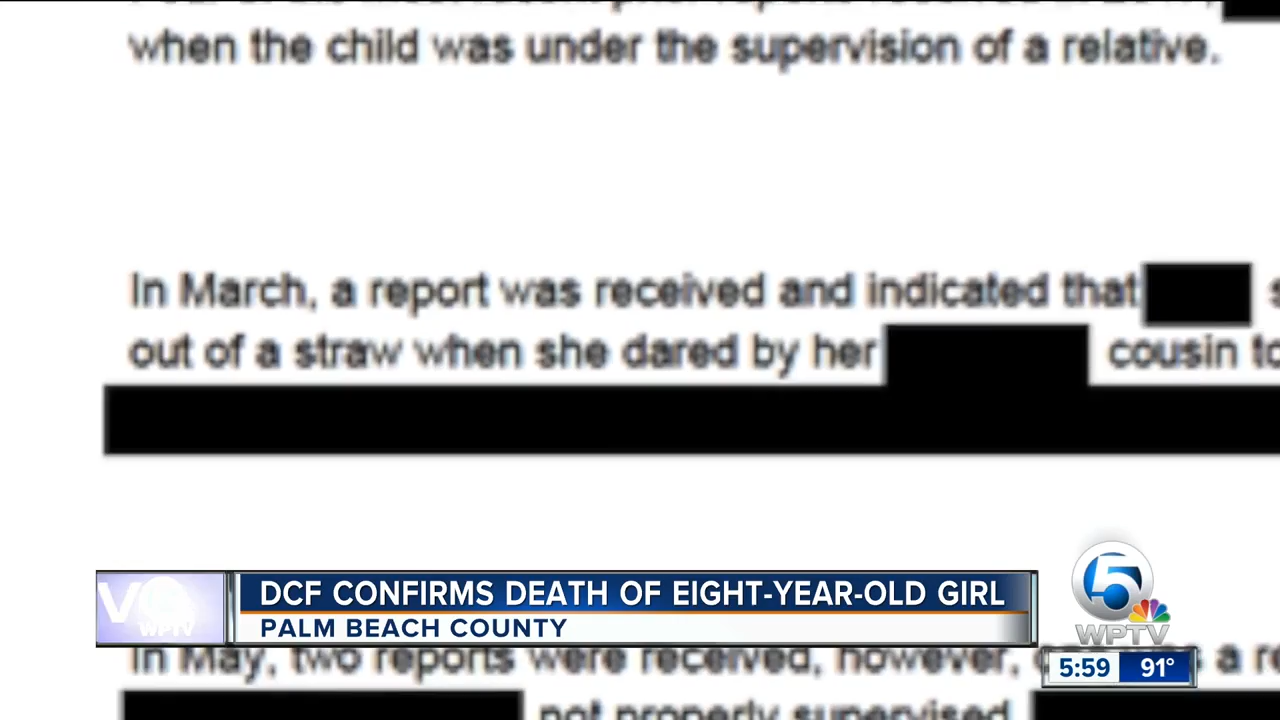 when the child was under the supervision of a relative.
In March, a report was received and indicated that
out of a straw when she dared by her cousin to
DCF CONFIRMS DEATH OF EIGHT-YEAR-OLD GIRL
PALM BEACH COUNTY
5
WPTV
WPTV
In May, two reports were received, however, a
5:59 91°
not properly supervised